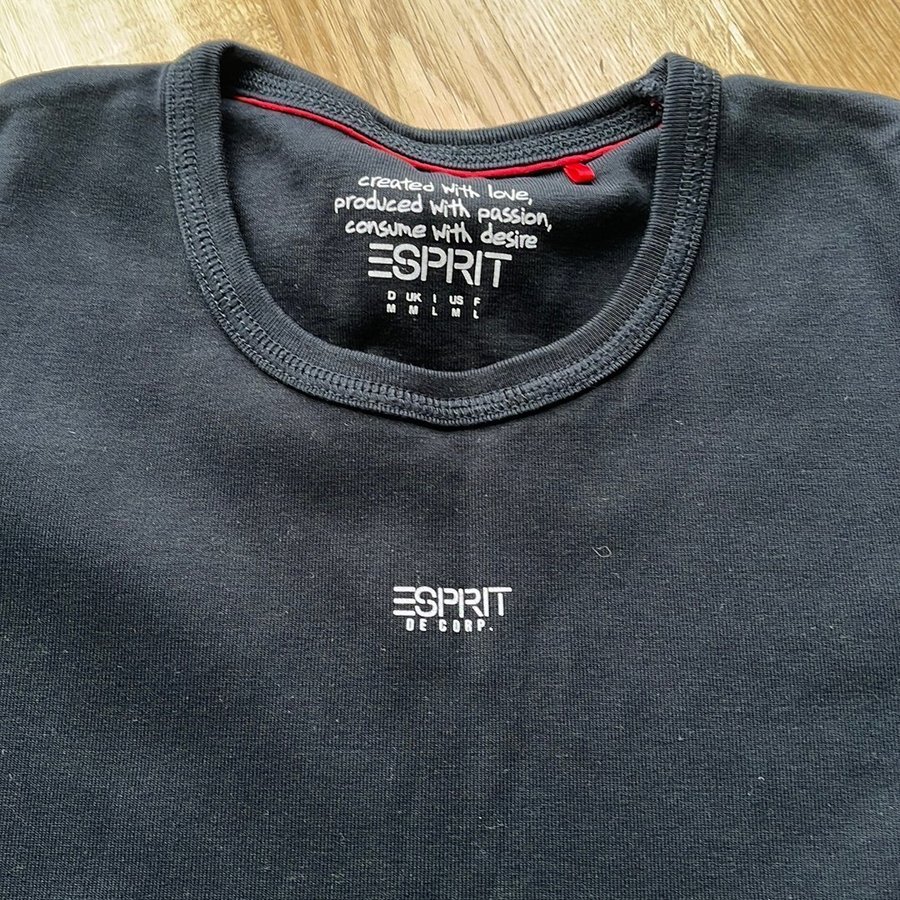 created with love,
produced with passion,
consume with desire
ESPRIT
D UK I US F
M M L M L
ESPRIT
DE CORP.